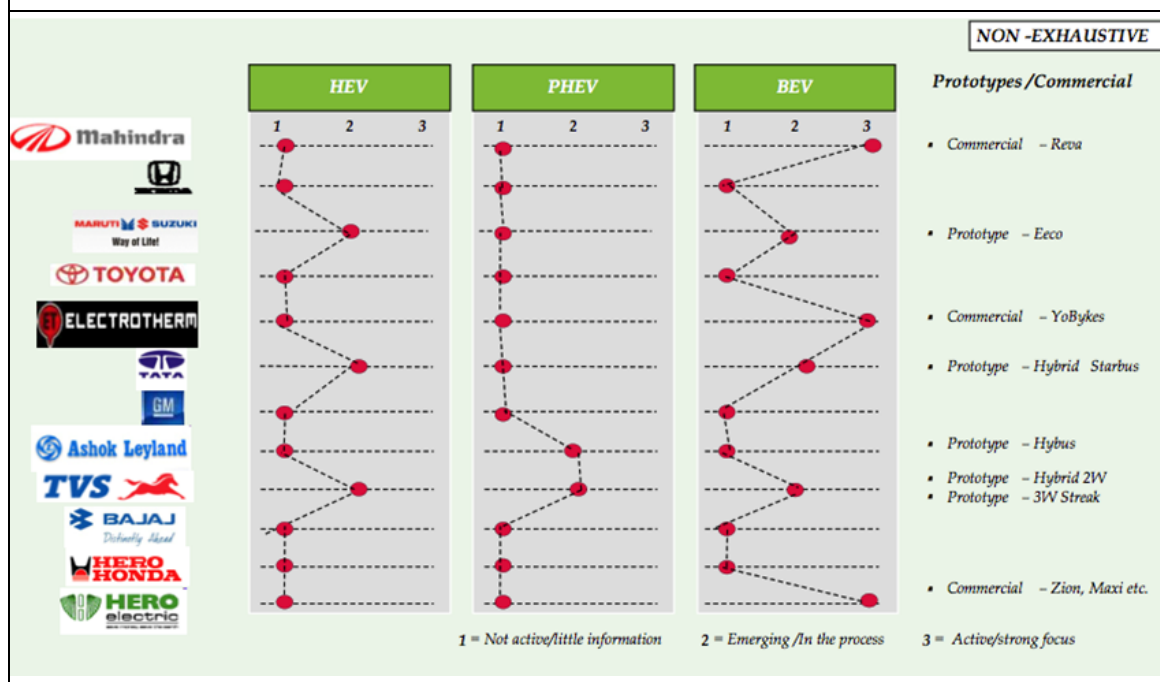 NON -EXHAUSTIVE
HEV
PHEV
BEV
Prototypes /Commercial
1 2 3
1 2 3
1 2 3
Mahindra
▪ Commercial – Reva
MARUTI SUZUKI
Way of Life!
▪ Prototype – Eeco
TOYOTA
ET ELECTROTHERM
▪ Commercial – YoBykes
TATA
▪ Prototype – Hybrid Starbus
GM
Ashok Leyland
▪ Prototype – Hybus
TVS
▪ Prototype – Hybrid 2W
▪ Prototype – 3W Streak
BAJAJ
Distinctly Ahead
HERO
HONDA
HERO
electric
▪ Commercial – Zion, Maxi etc.
1 = Not active/little information
2 = Emerging /In the process
3 = Active/strong focus